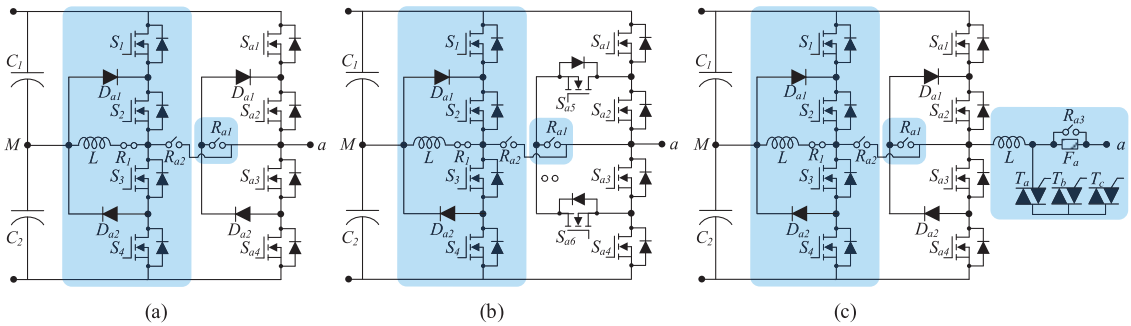 C1
C2
M
S1
S2
S3
S4
Da1
Da2
L
R1
Ra2
Ra1
Da1
Da2
Sa1
Sa2
Sa3
Sa4
a
(a)
C1
C2
M
S1
S2
S3
S4
Da1
Da2
L
R1
Ra2
Ra1
Sa5
Sa6
Sa1
Sa2
Sa3
Sa4
a
(b)
C1
C2
M
S1
S2
S3
S4
Da1
Da2
L
R1
Ra2
Ra1
Da1
Da2
Sa1
Sa2
Sa3
Sa4
L
Ra3
Fa
a
Ta
Tb
Tc
(c)